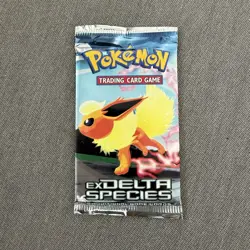 POKéMON
TRADING CARD GAME
EX DELTA
SPECIES